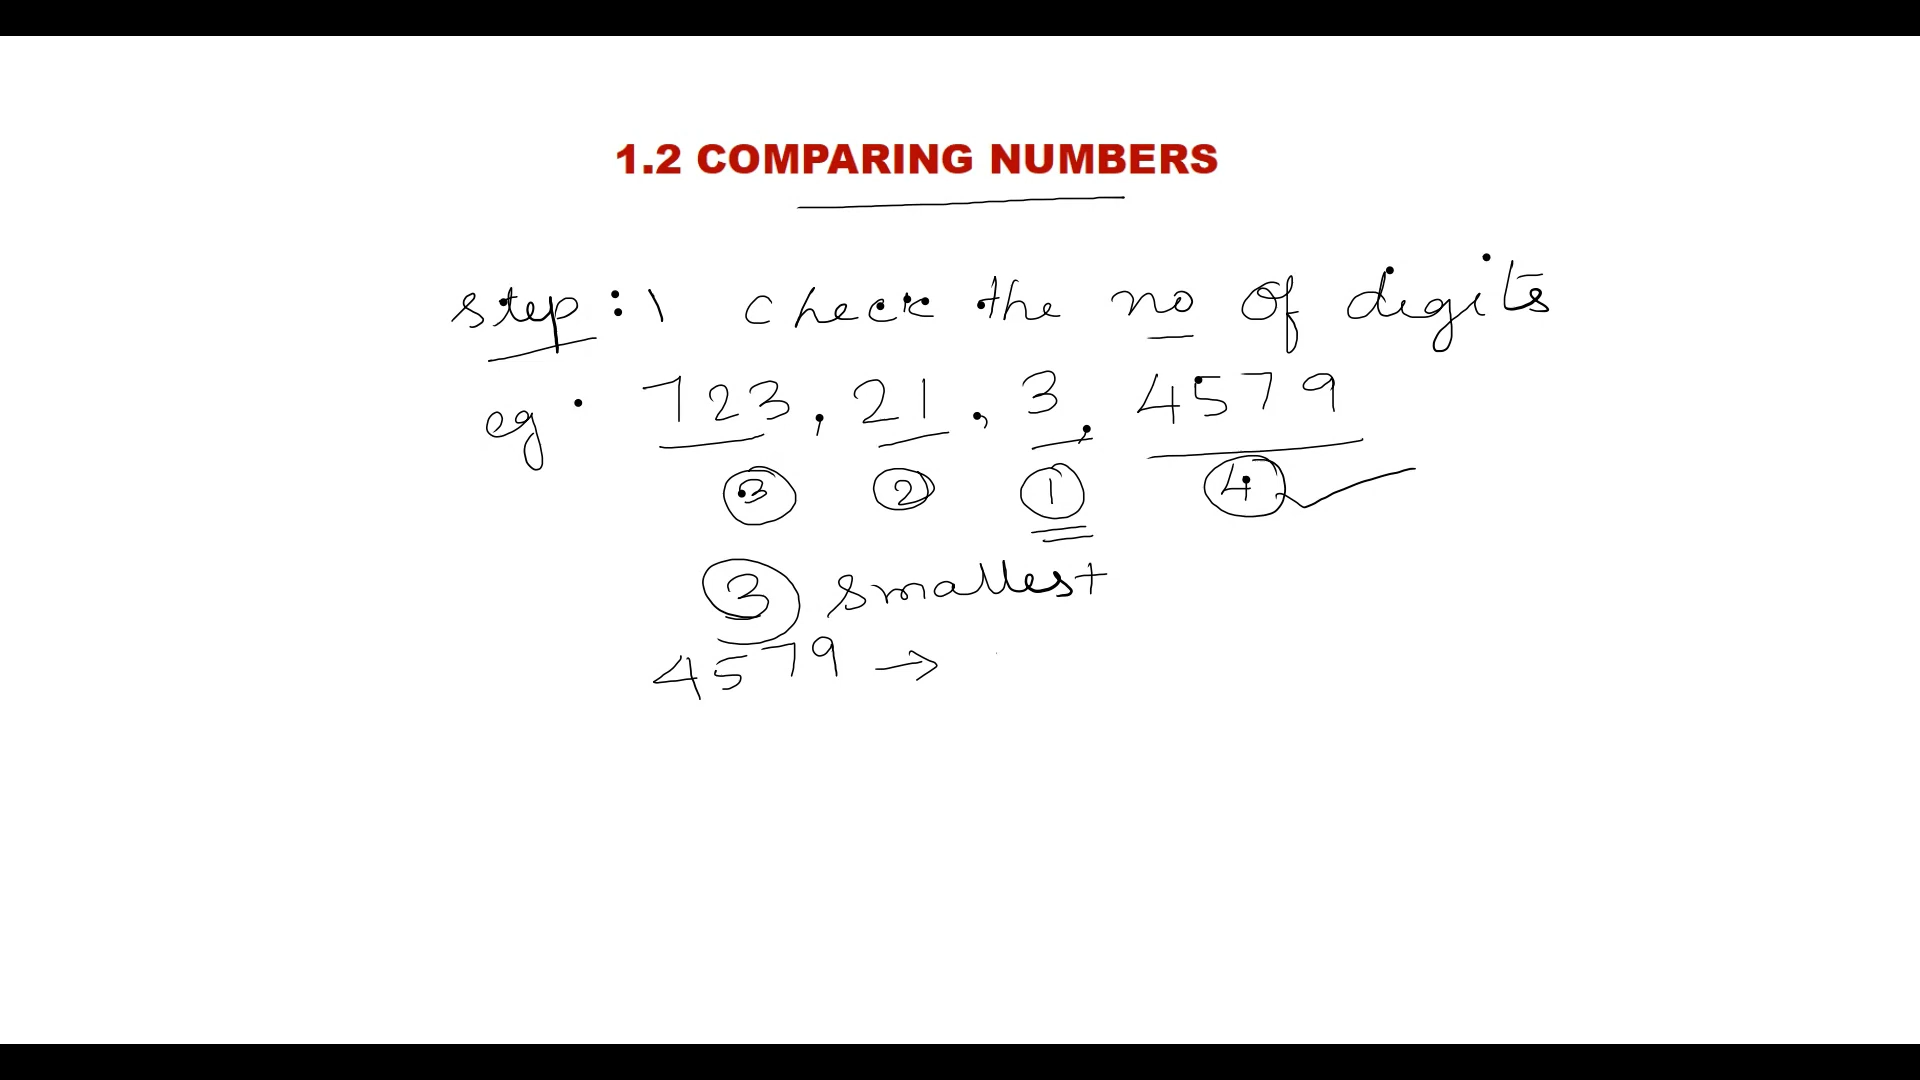 1.2 COMPARING NUMBERS
step : 1 check the no of digits
eg . 723, 21, 3, 4579
3 2 1 4
3 smallest
4579 →